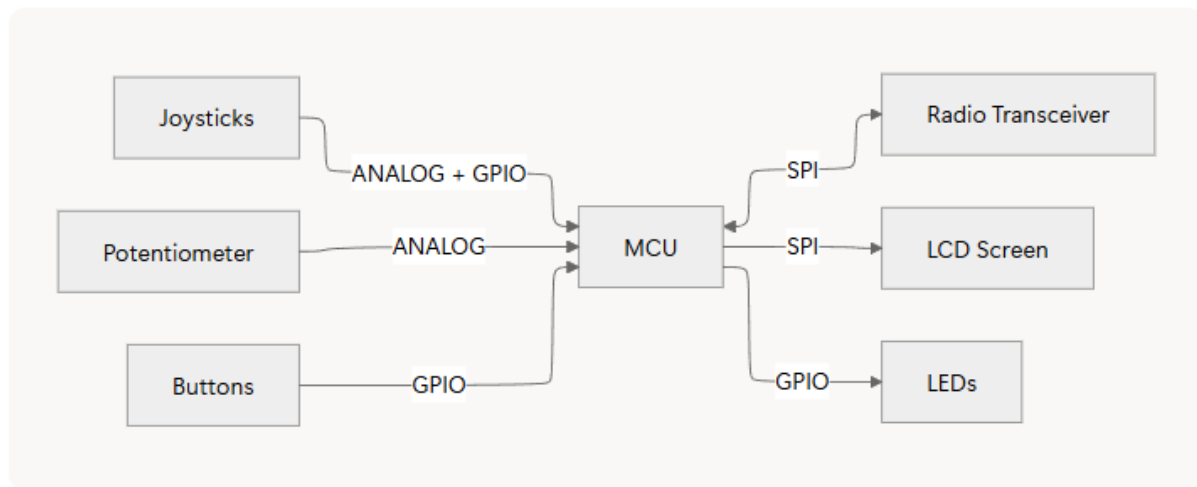 Joysticks
Radio Transceiver
ANALOG + GPIO
SPI
Potentiometer
ANALOG
MCU
SPI
LCD Screen
Buttons
GPIO
GPIO
LEDs